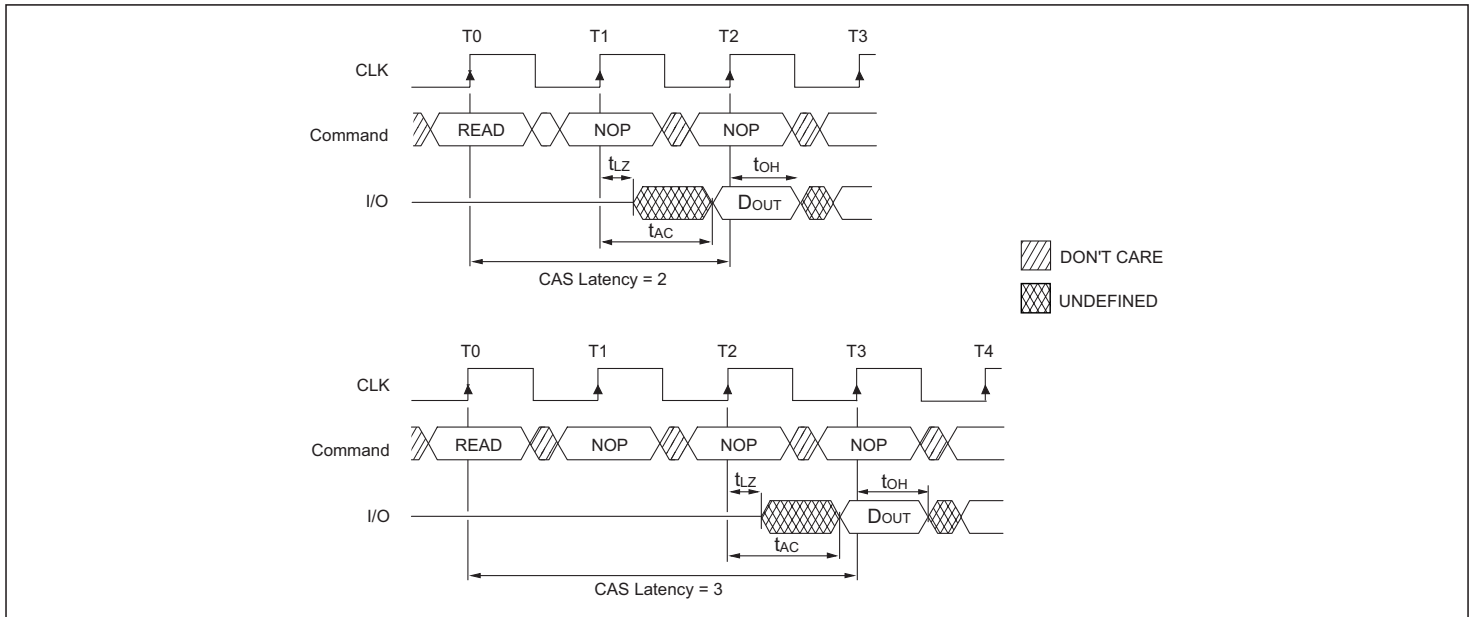 T0 T1 T2 T3
CLK
Command READ NOP NOP
tLZ tOH
I/O DOUT
tAC
CAS Latency = 2
DON'T CARE
UNDEFINED
T0 T1 T2 T3 T4
CLK
Command READ NOP NOP NOP
tLZ tOH
I/O DOUT
tAC
CAS Latency = 3